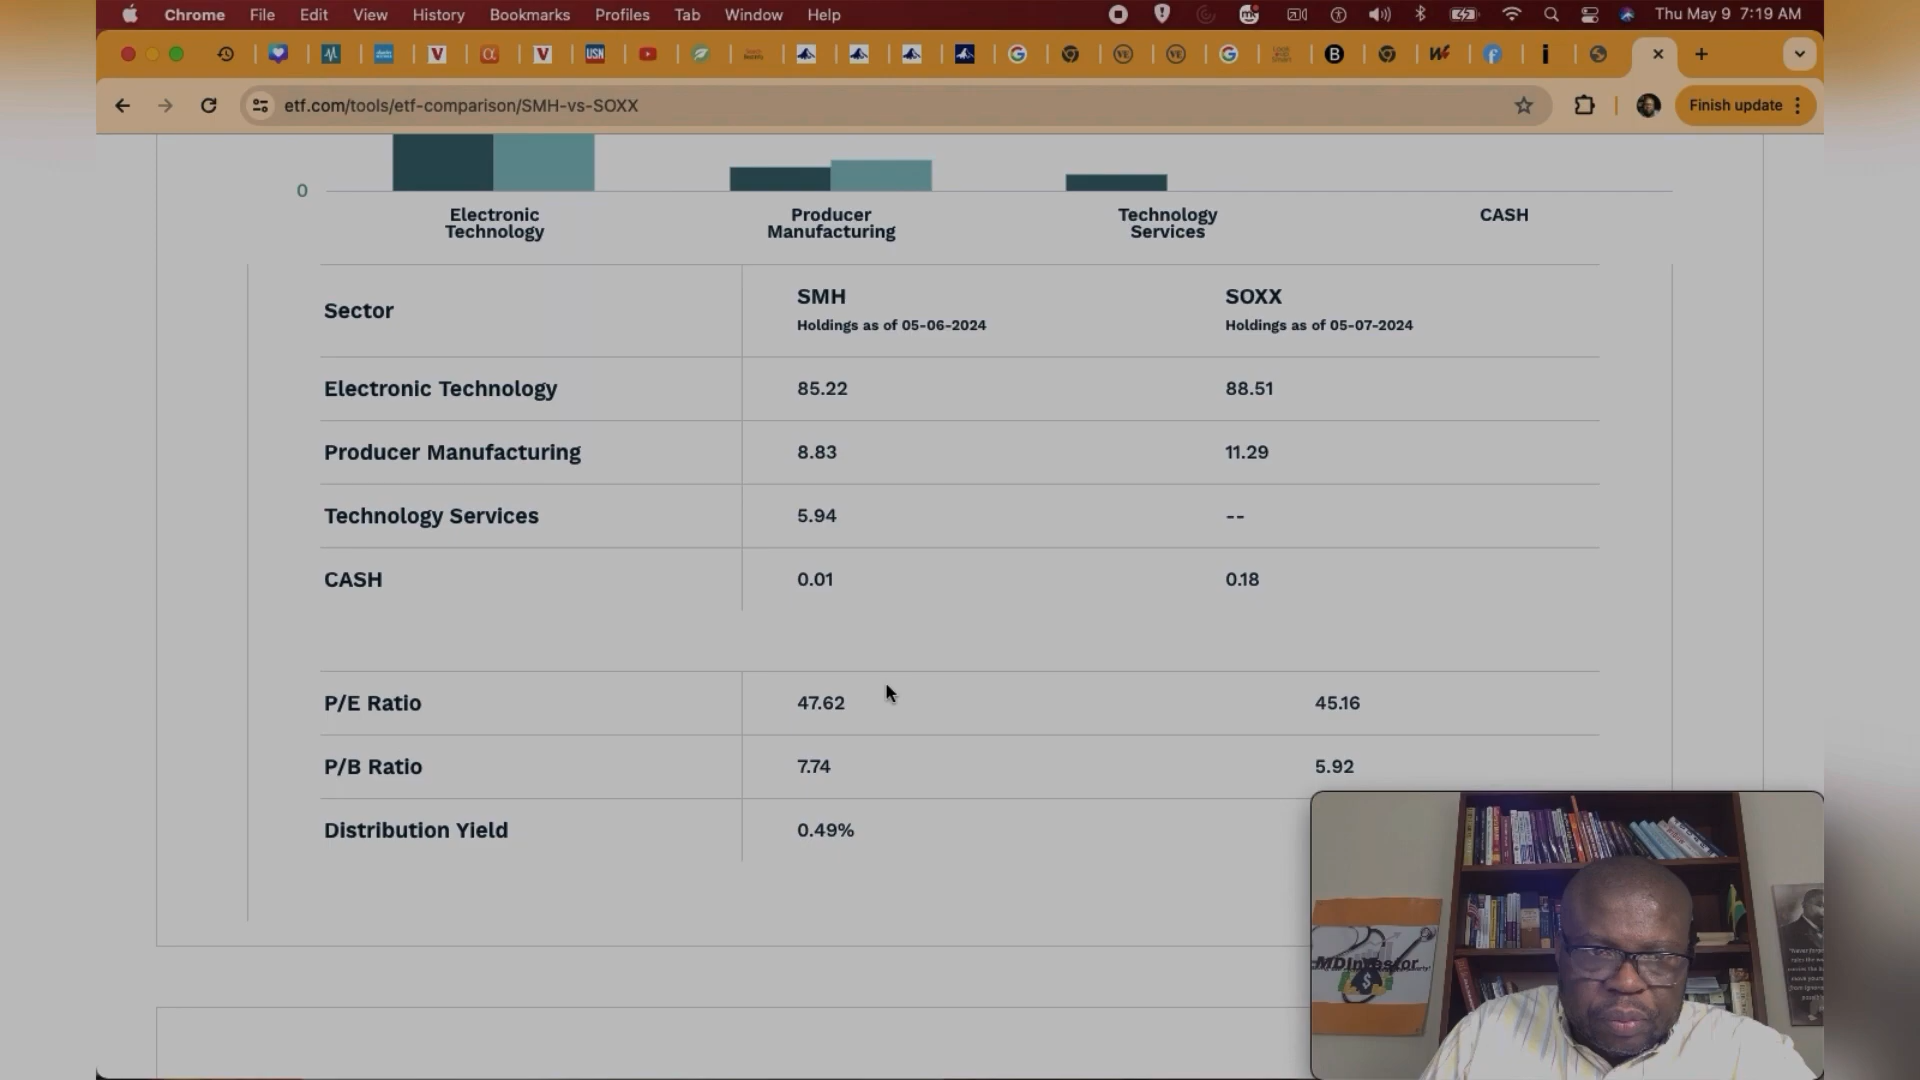 Chrome File Edit View History Bookmarks Profiles Tab Window Help Thu May 9 7:19 AM
etf.com/tools/etf-comparison/SMH-vs-SOXX Finish update
0
Electronic Technology
Producer Manufacturing
Technology Services
CASH
Sector SMH SOXX
Holdings as of 05-06-2024 Holdings as of 05-07-2024
Electronic Technology 85.22 88.51
Producer Manufacturing 8.83 11.29
Technology Services 5.94 --
CASH 0.01 0.18
P/E Ratio 47.62 45.16
P/B Ratio 7.74 5.92
Distribution Yield 0.49%
MDInvestor